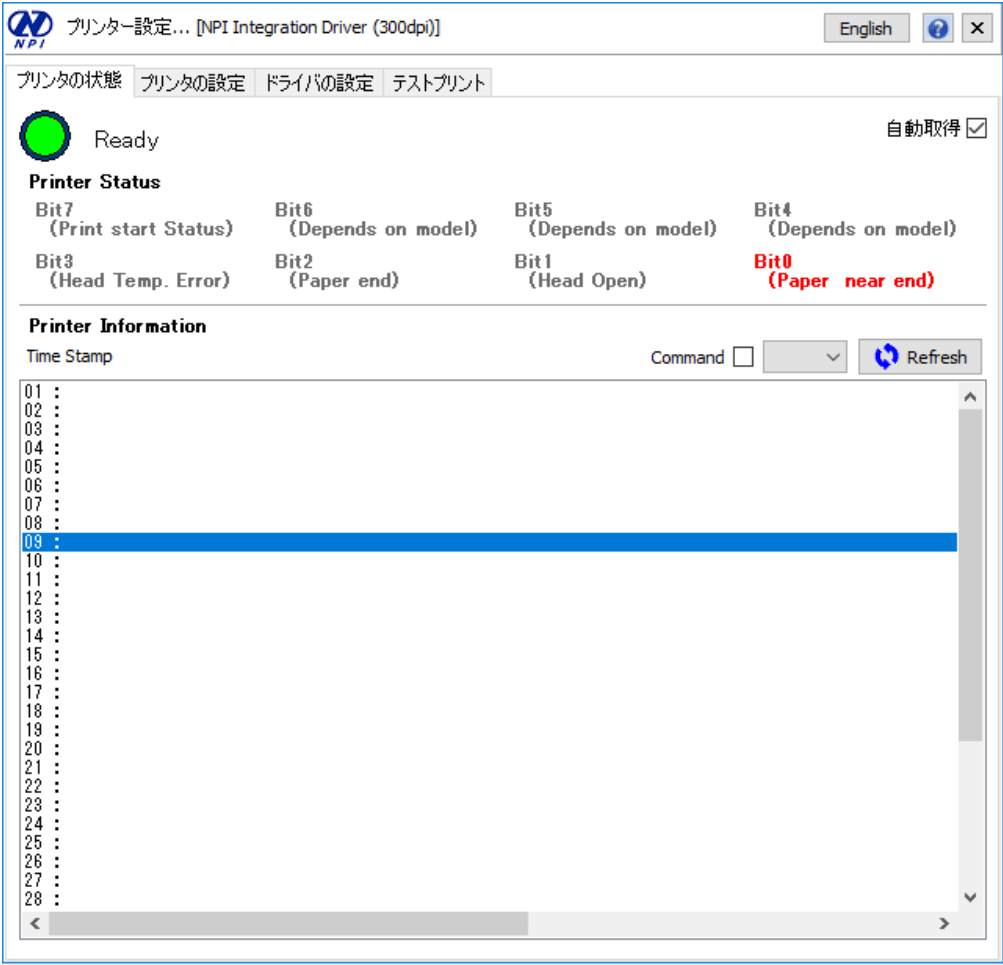 NPI プリンター設定... [NPI Integration Driver (300dpi)] English ? ×
プリンタの状態 プリンタの設定 ドライバの設定 テストプリント
Ready 自動取得
Printer Status
Bit7 Bit6 Bit5 Bit4
(Print start Status) (Depends on model) (Depends on model) (Depends on model)
Bit3 Bit2 Bit1 Bit0
(Head Temp. Error) (Paper end) (Head Open) (Paper near end)
Printer Information
Time Stamp Command Refresh
01 :
02 :
03 :
04 :
05 :
06 :
07 :
08 :
09 :
10 :
11 :
12 :
13 :
14 :
15 :
16 :
17 :
18 :
19 :
20 :
21 :
22 :
23 :
24 :
25 :
26 :
27 :
28 :